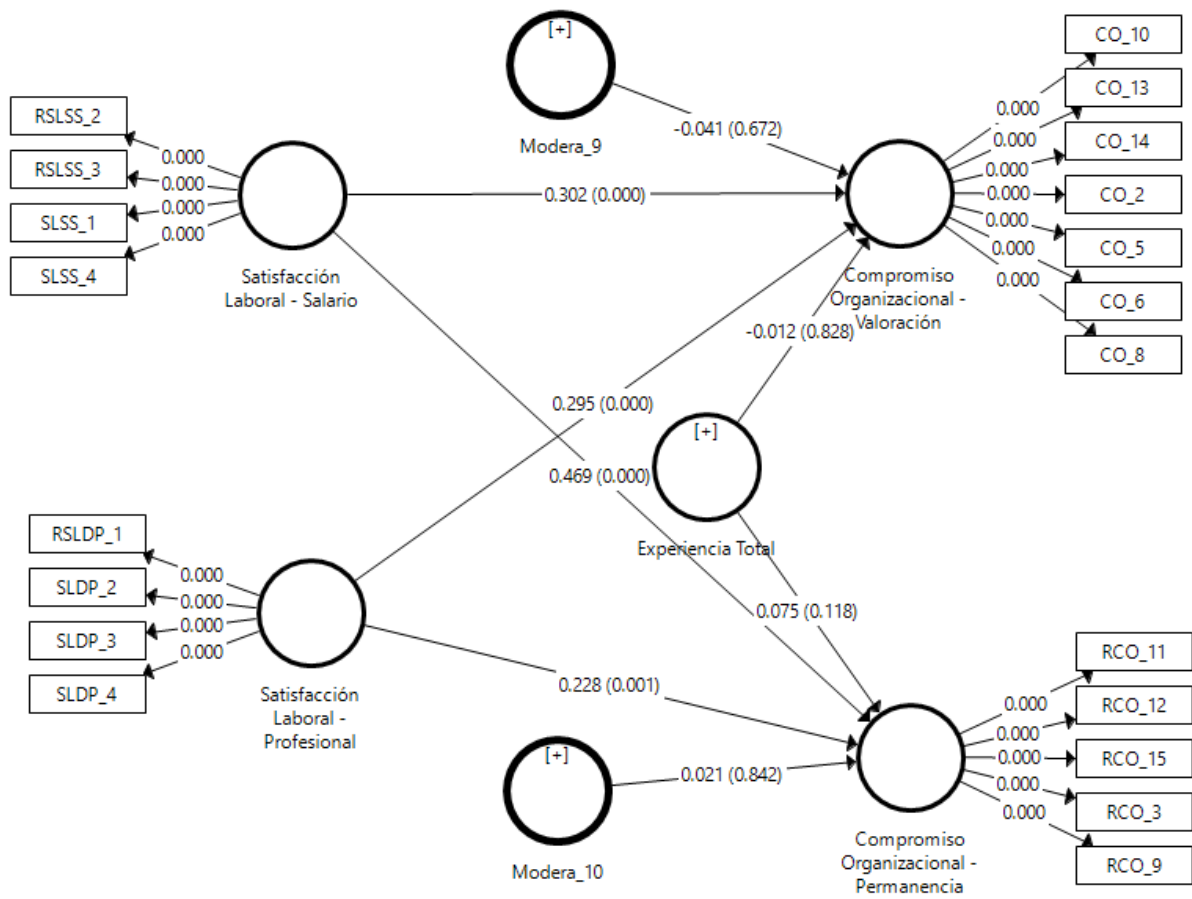 [+]
Modera_9
CO_10
CO_13
CO_14
CO_2
CO_5
CO_6
CO_8
0.000
0.000
0.000
0.000
0.000
0.000
0.000
-0.041 (0.672)
RSLSS_2
RSLSS_3
SLSS_1
SLSS_4
0.000
0.000
0.000
0.000
0.302 (0.000)
Satisfacción
Laboral - Salario
Compromiso
Organizacional -
Valoración
-0.012 (0.828)
0.295 (0.000)
[+]
0.469 (0.000)
Experiencia Total
RSLDP_1
SLDP_2
SLDP_3
SLDP_4
0.000
0.000
0.000
0.000
0.075 (0.118)
Satisfacción
Laboral -
Profesional
0.228 (0.001)
RCO_11
RCO_12
RCO_15
RCO_3
RCO_9
0.000
0.000
0.000
0.000
0.000
[+]
0.021 (0.842)
Modera_10
Compromiso
Organizacional -
Permanencia